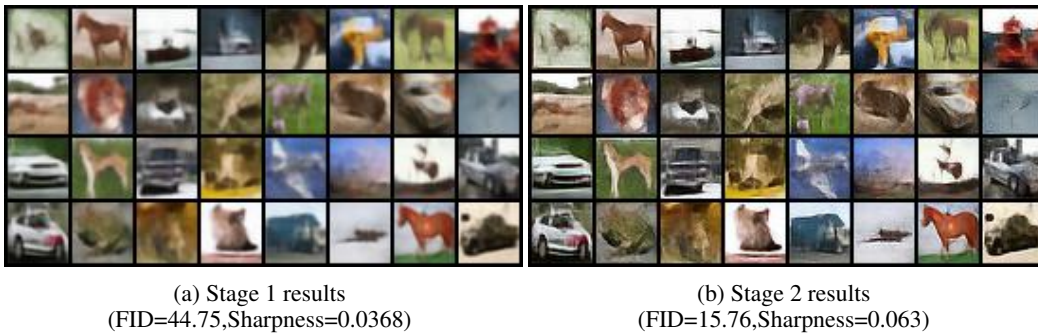 (a) Stage 1 results
(FID=44.75,Sharpness=0.0368)
(b) Stage 2 results
(FID=15.76,Sharpness=0.063)